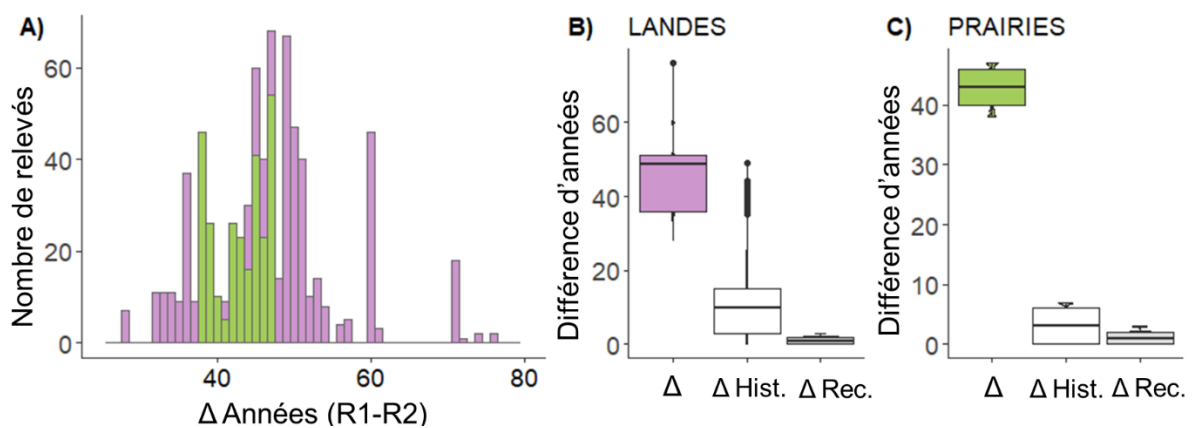 A)
Nombre de relevés
60
40
20
0
40
60
80
Δ Années (R1-R2)
B) LANDES
Différence d'années
60
40
20
0
Δ
Δ Hist.
Δ Rec.
C) PRAIRIES
Différence d'années
40
30
20
10
0
Δ
Δ Hist.
Δ Rec.